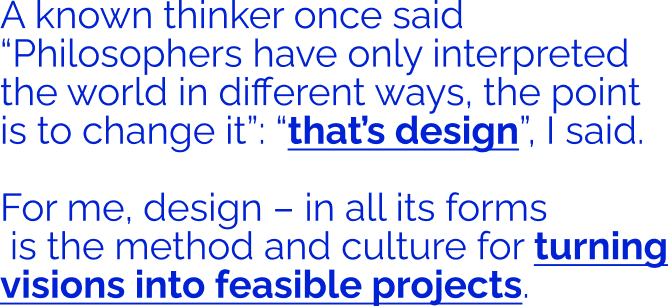 A known thinker once said
“Philosophers have only interpreted
the world in different ways, the point
is to change it”: “that’s design”, I said.
For me, design – in all its forms
is the method and culture for turning
visions into feasible projects.